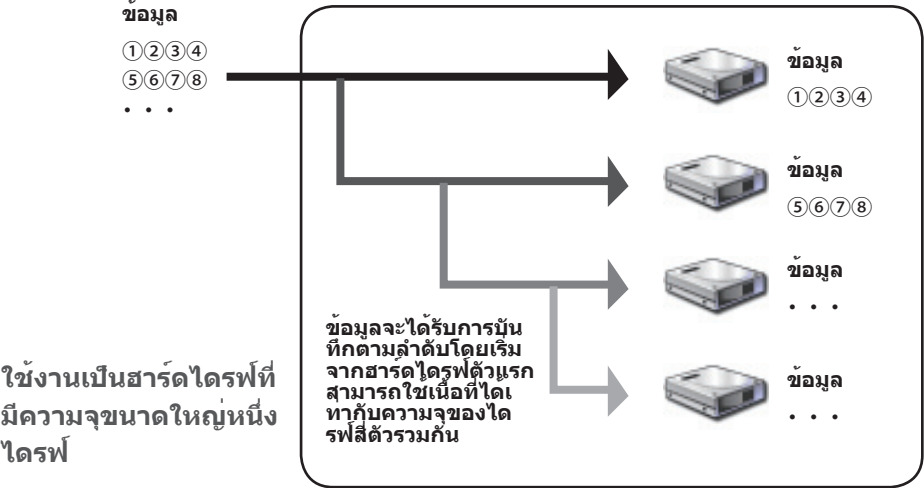 ข้อมูล
①②③④
⑤⑥⑦⑧
・・・
ข้อมูล
①②③④
ข้อมูล
⑤⑥⑦⑧
ข้อมูล
・・・
ข้อมูล
・・・
ข้อมูลจะได้รับการบัน
ทึกตามลำดับโดยเริ่ม
จากฮาร์ดไดรฟ์ตัวแรก
สามารถใช้เนื้อที่ได้เ
ทากับความจุของได
รฟ์สี่ตัวรวมกัน
ใช้งานเป็นฮาร์ดไดรฟ์ที่
มีความจุขนาดใหญ่หนึ่ง
ไดรฟ์